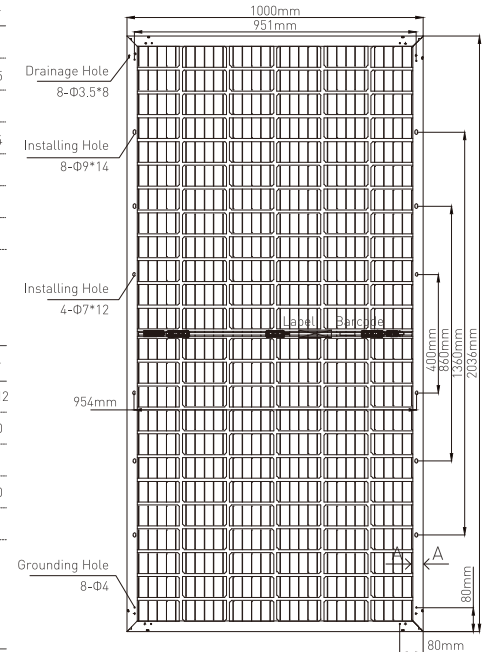 1000mm
951mm
Drainage Hole
8-Φ3.5*8
Installing Hole
8-Φ9*14
Installing Hole
4-Φ7*12
Label Barcode
400mm
860mm
1360mm
2036mm
954mm
A A
Grounding Hole
8-Φ4
80mm
80mm